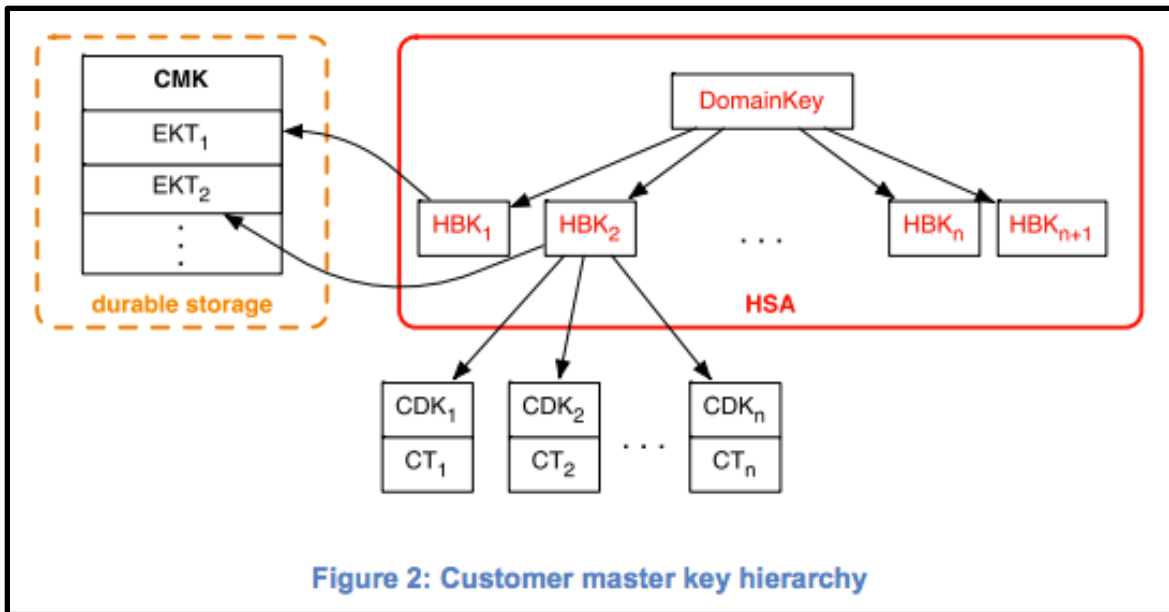 CMK
EKT1
EKT2
.
.
.
durable storage
DomainKey
HBK1
HBK2
. . .
HBKn
HBKn+1
HSA
CDK1
CDK2
. . .
CDKn
CT1
CT2
CTn
Figure 2: Customer master key hierarchy